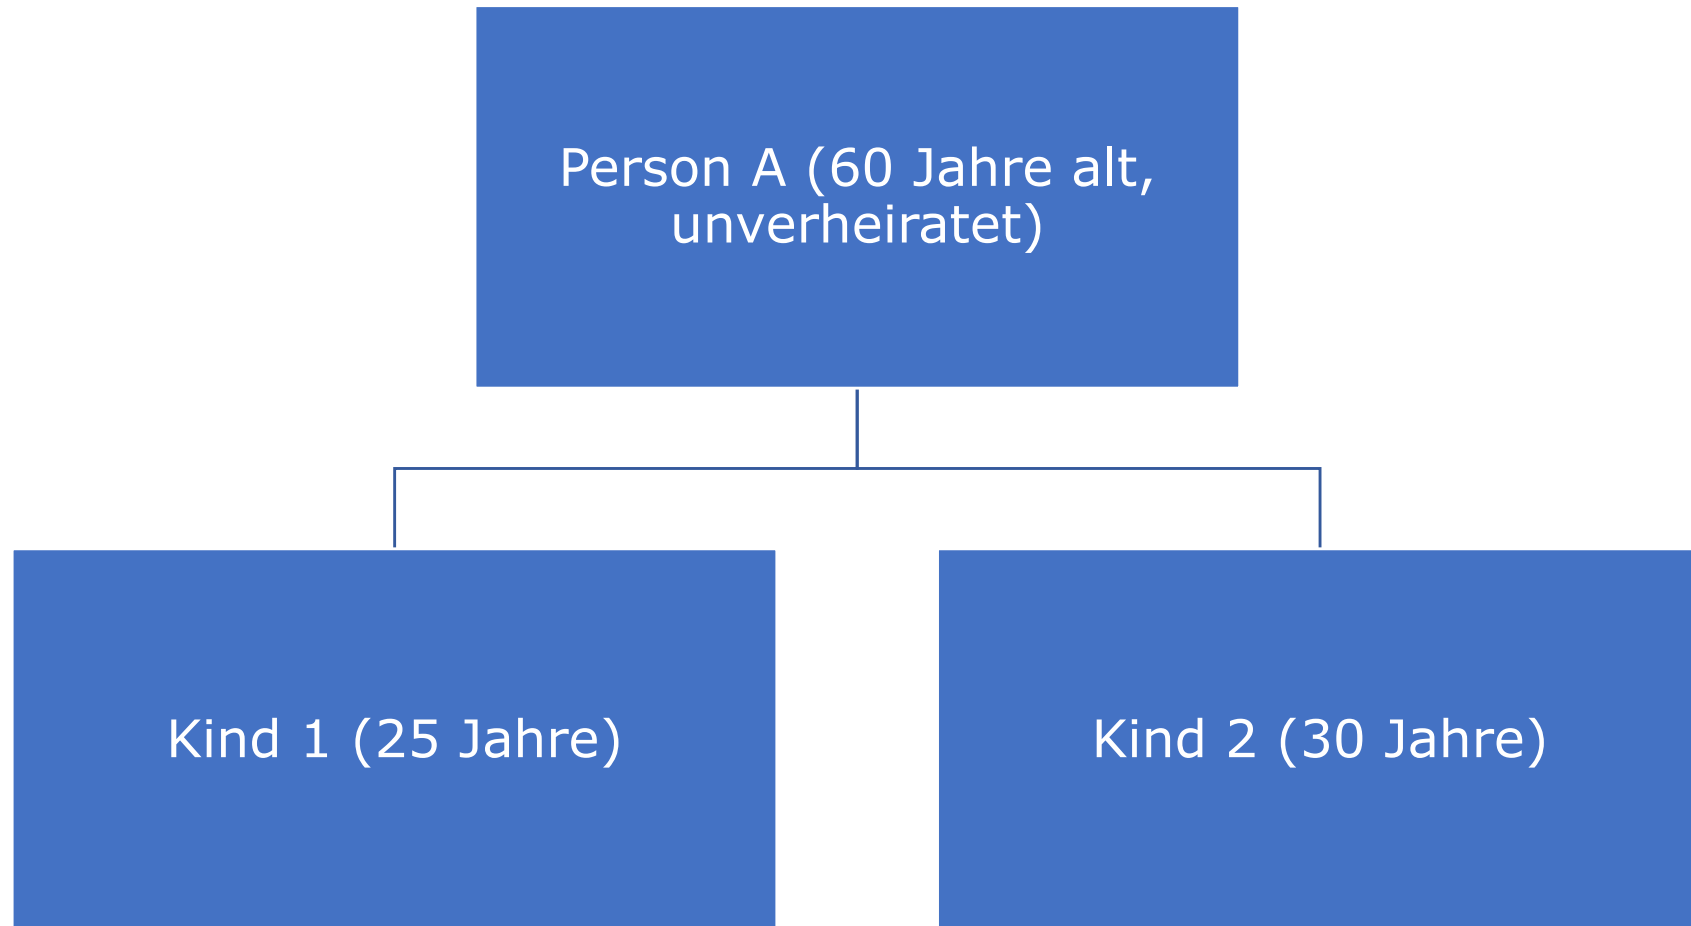 Person A (60 Jahre alt,
unverheiratet)
Kind 1 (25 Jahre)
Kind 2 (30 Jahre)